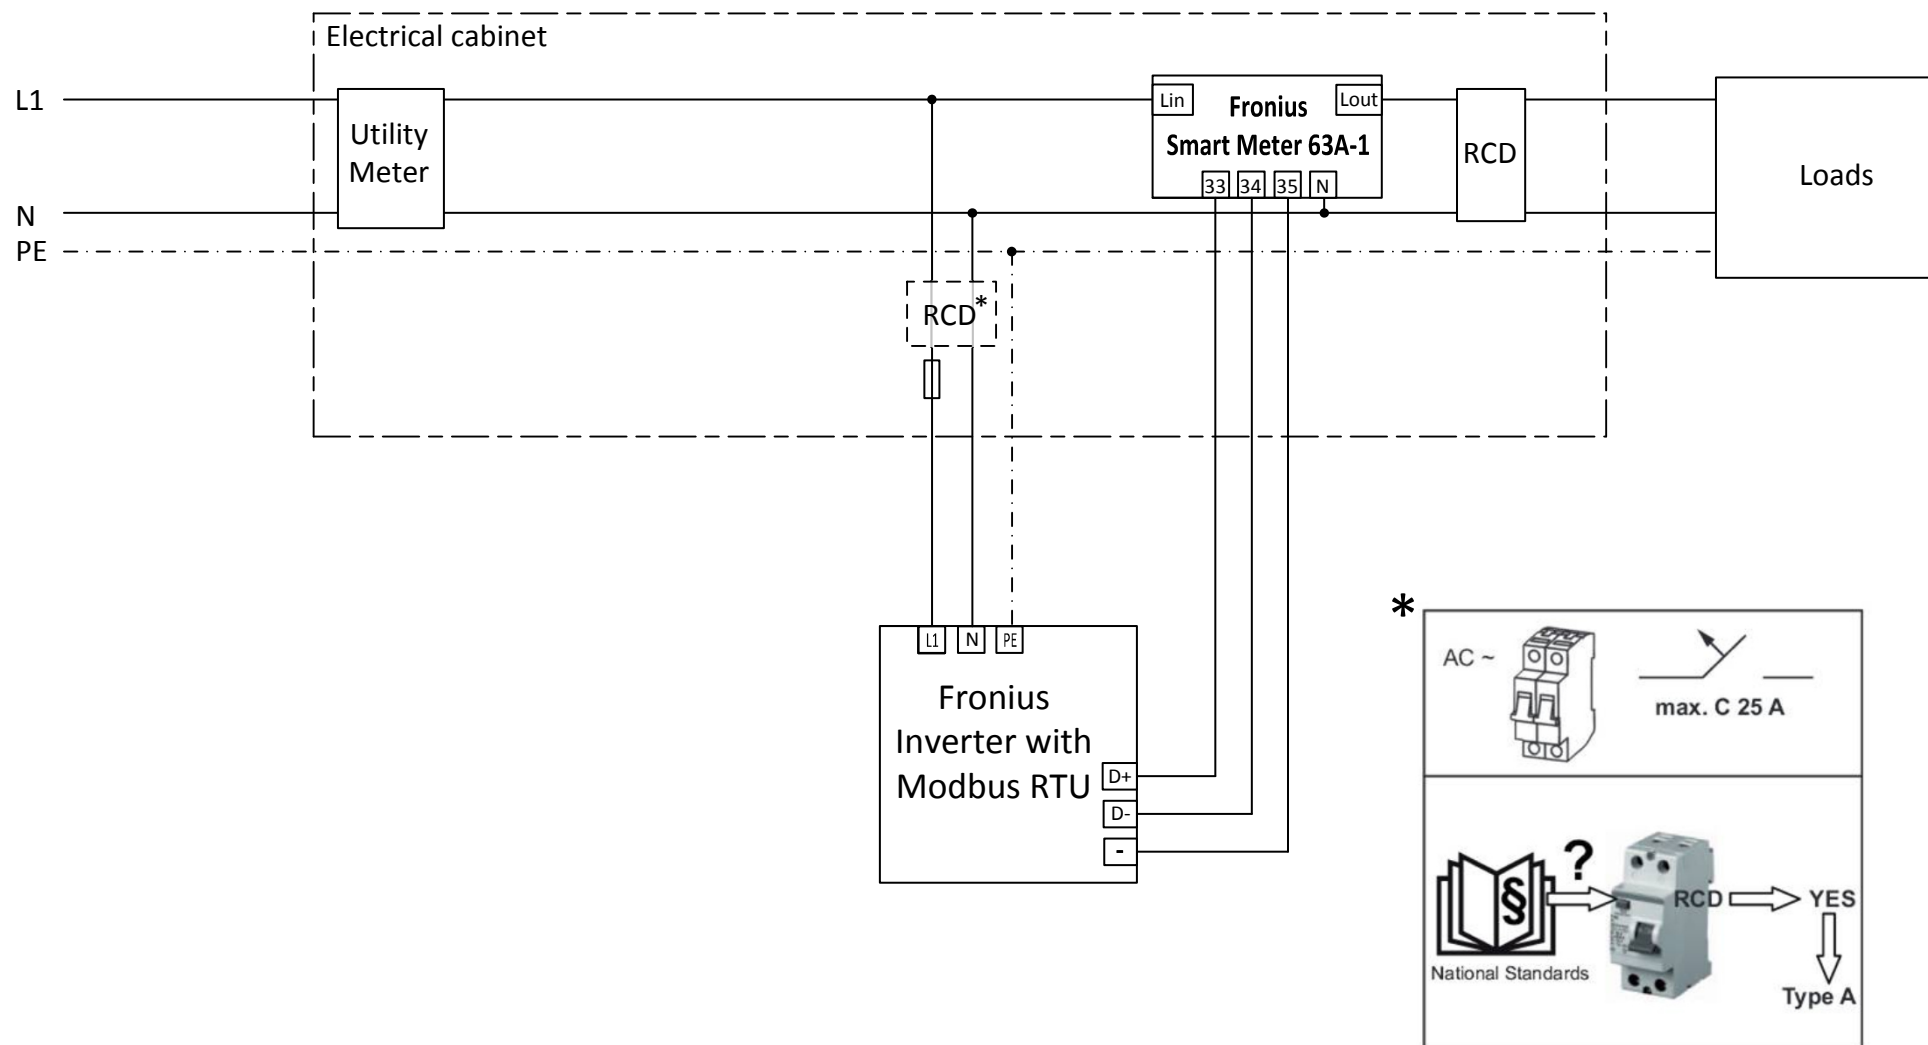 Electrical cabinet
L1
N
PE
Utility
Meter
Lin
Fronius
Lout
Smart Meter 63A-1
33 34 35 N
RCD
Loads
RCD*
L1 N PE
Fronius
Inverter with
Modbus RTU
D+
D-
-
*
AC ~
max. C 25 A
§
?
RCD
YES
National Standards
Type A